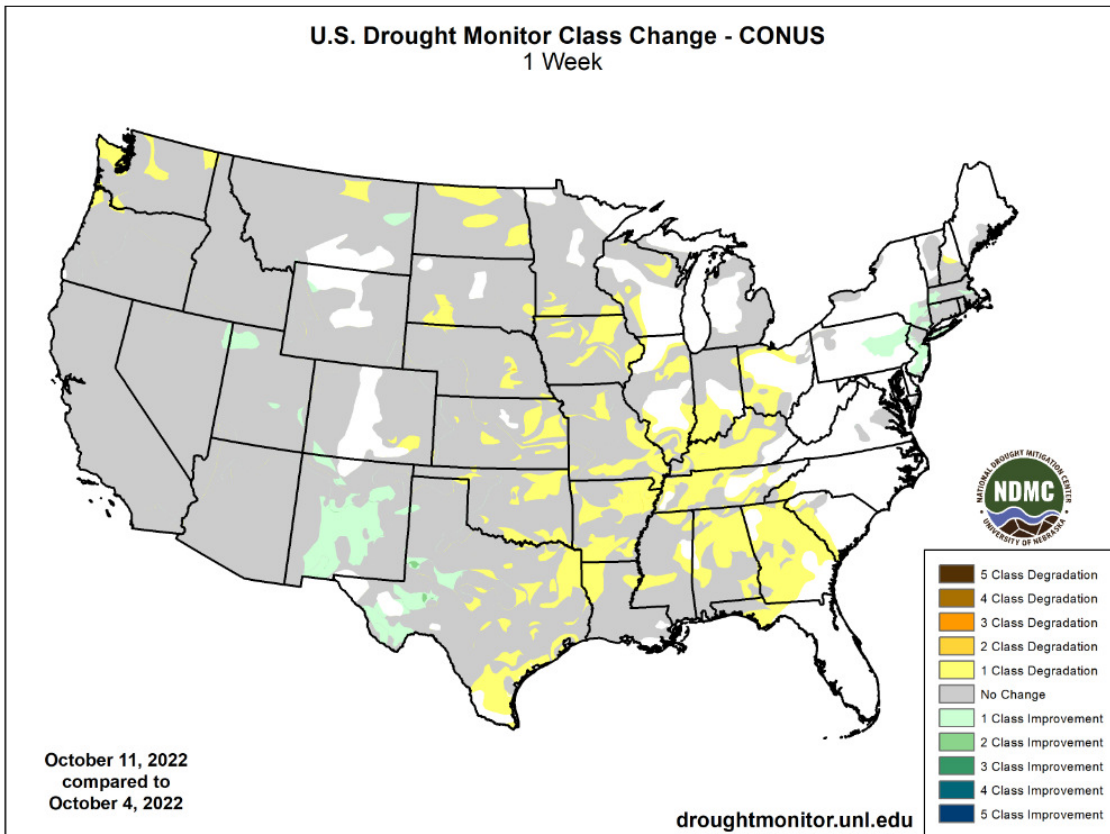 U.S. Drought Monitor Class Change - CONUS
1 Week
NATIONAL DROUGHT MITIGATION CENTER
NDMC
UNIVERSITY OF NEBRASKA
5 Class Degradation
4 Class Degradation
3 Class Degradation
2 Class Degradation
1 Class Degradation
No Change
1 Class Improvement
2 Class Improvement
3 Class Improvement
4 Class Improvement
5 Class Improvement
October 11, 2022
compared to
October 4, 2022
droughtmonitor.unl.edu